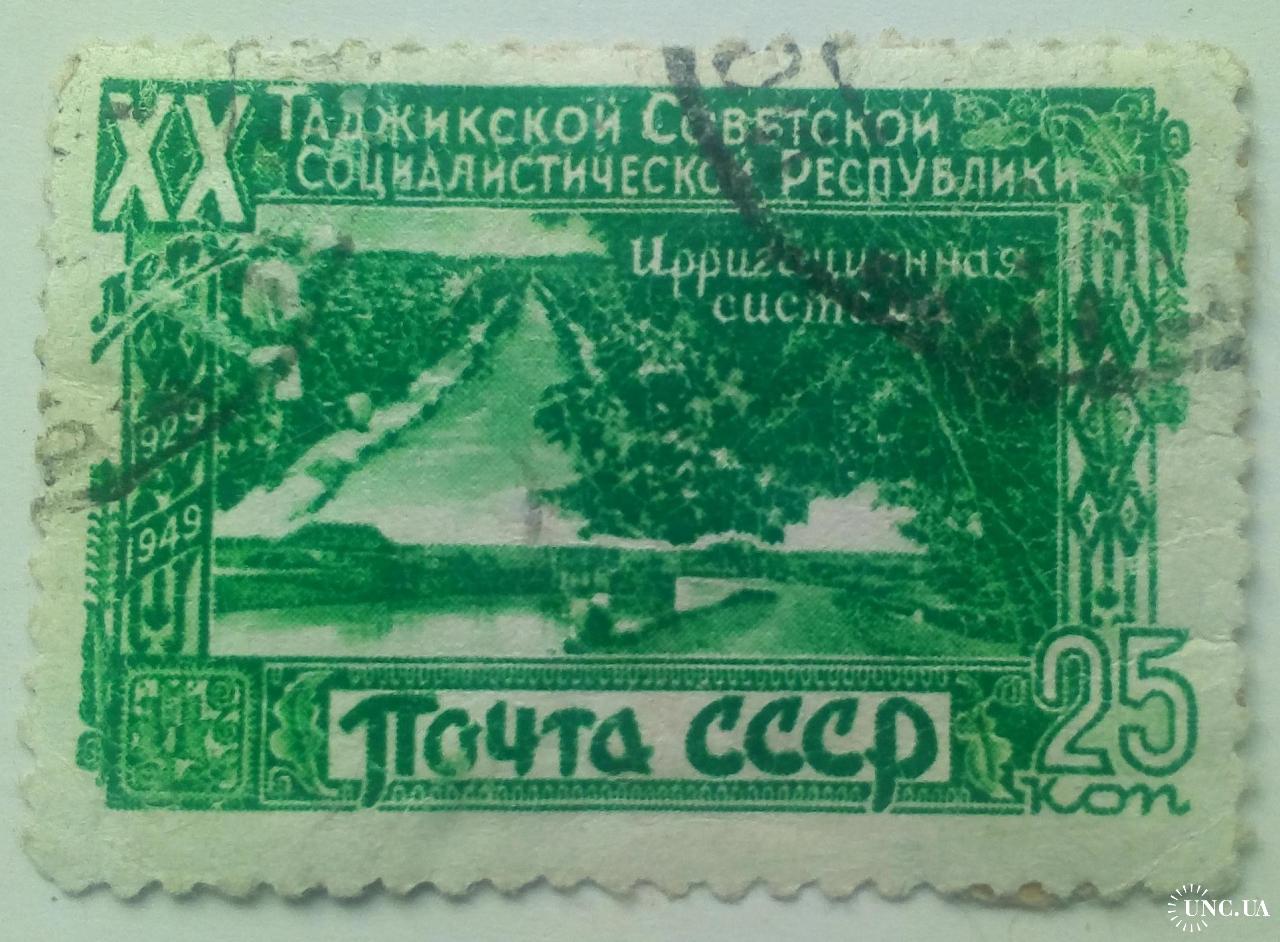 XX Таджикской Советской
Социалистической Республики
Ирригационная
система
1929
1949
Почта СССР
25
коп
UNC.UA